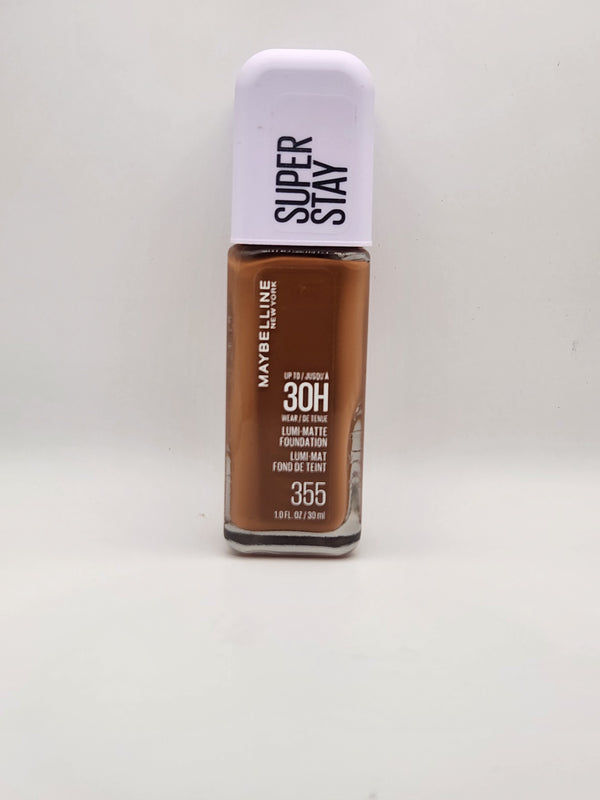 SUPER
STAY
MAYBELLINE
NEW YORK
UP TO / JUSQU'À
30H
WEAR / DE TENUE
LUMI-MATTE
FOUNDATION
LUMI-MAT
FOND DE TEINT
355
1.0 FL. OZ / 30 ml